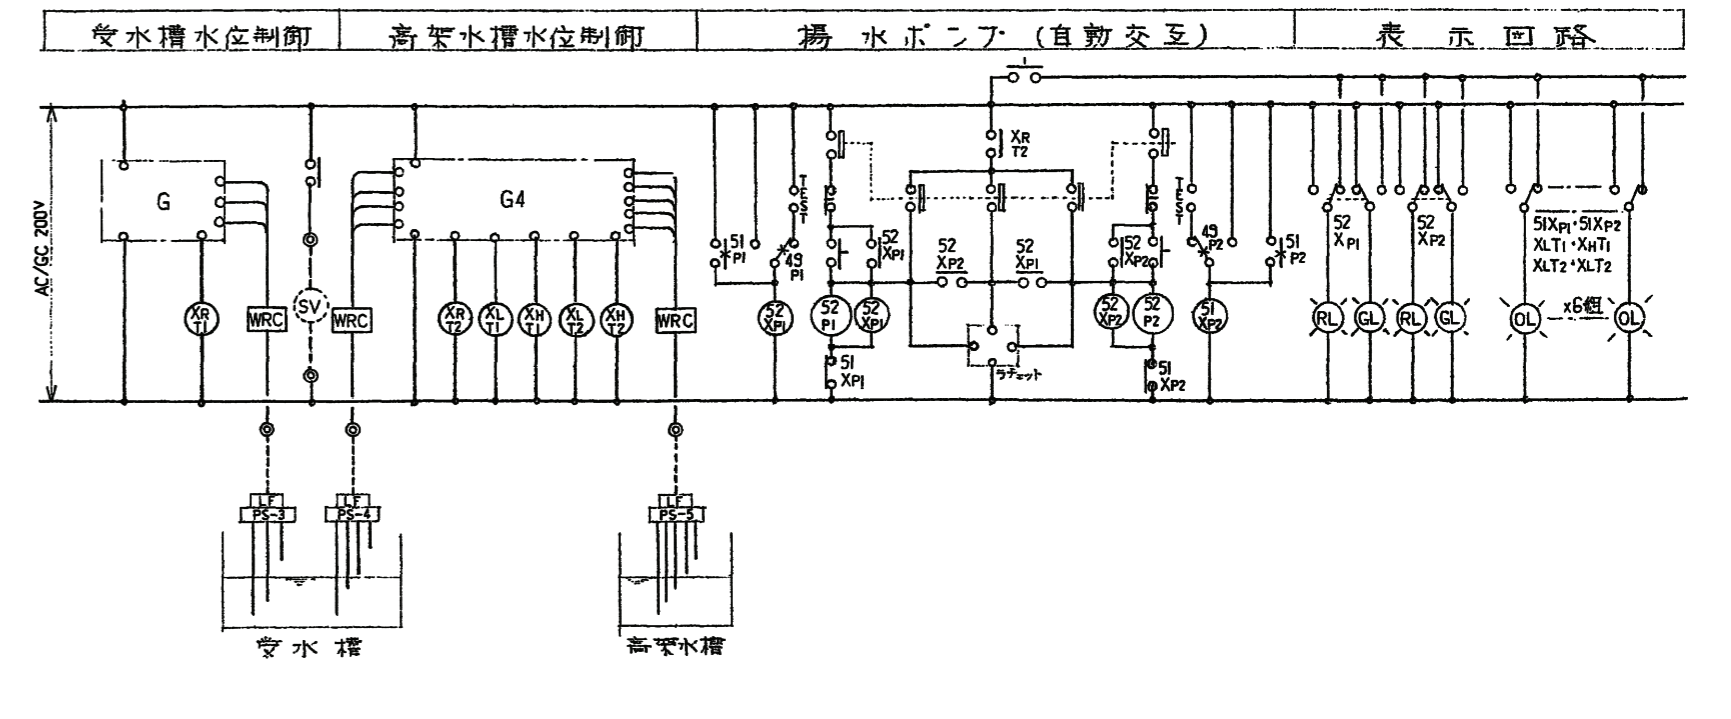 受水槽水位制御
高架水槽水位制御
揚水ポンプ(自動交互)
表示回路
AC/GC 200V
G
G4
XR
T1
WRC
SV
WRC
XR
T2
XL
T1
XH
T1
XL
T2
XH
T2
WRC
51
P1
TEST
49
P1
52
XP1
52
XP1
52
P1
52
XP1
51
XP1
XR
T2
52
XP2
52
XP1
ラチェット
52
XP2
52
XP2
52
P2
51
XP2
TEST
49
P2
51
XP2
51
P2
52
XP1
52
XP2
RL
GL
RL
GL
51XP1・51XP2
XLT1・XHT1
XLT2・XLT2
OL
x6組
OL
LF
PS-3
LF
PS-4
LF
PS-5
受水槽
高架水槽